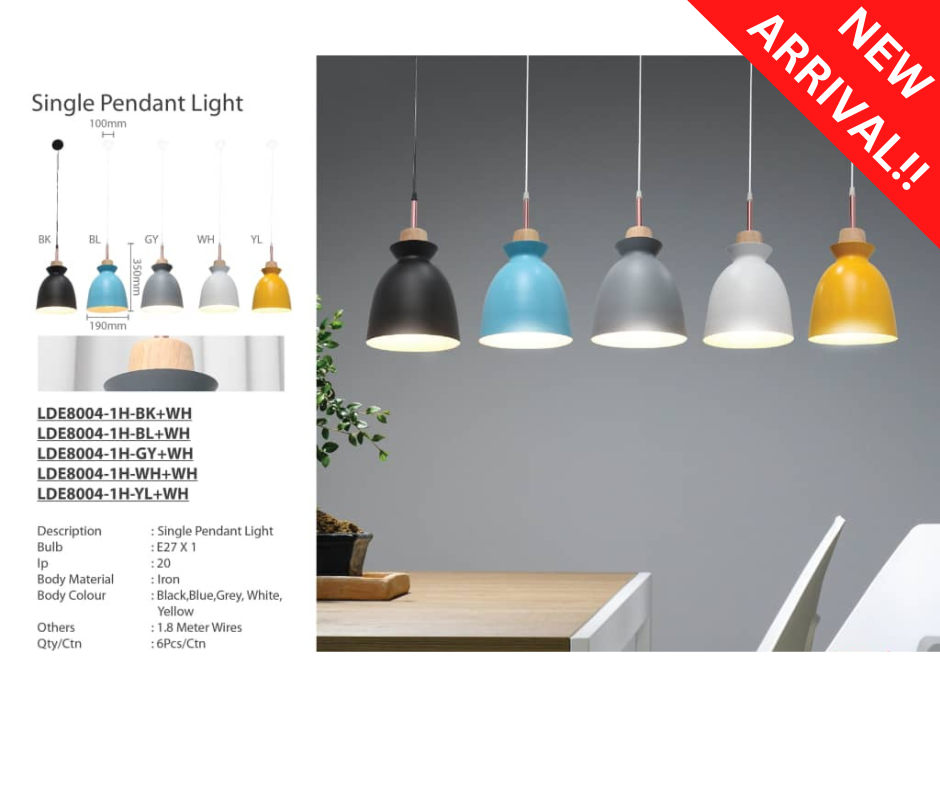 NEW
ARRIVAL!!
Single Pendant Light
100mm
BK
BL
GY
WH
YL
350mm
190mm
LDE8004-1H-BK+WH
LDE8004-1H-BL+WH
LDE8004-1H-GY+WH
LDE8004-1H-WH+WH
LDE8004-1H-YL+WH
Description : Single Pendant Light
Bulb : E27 X 1
Ip : 20
Body Material : Iron
Body Colour : Black,Blue,Grey, White,
Yellow
Others : 1.8 Meter Wires
Qty/Ctn : 6Pcs/Ctn